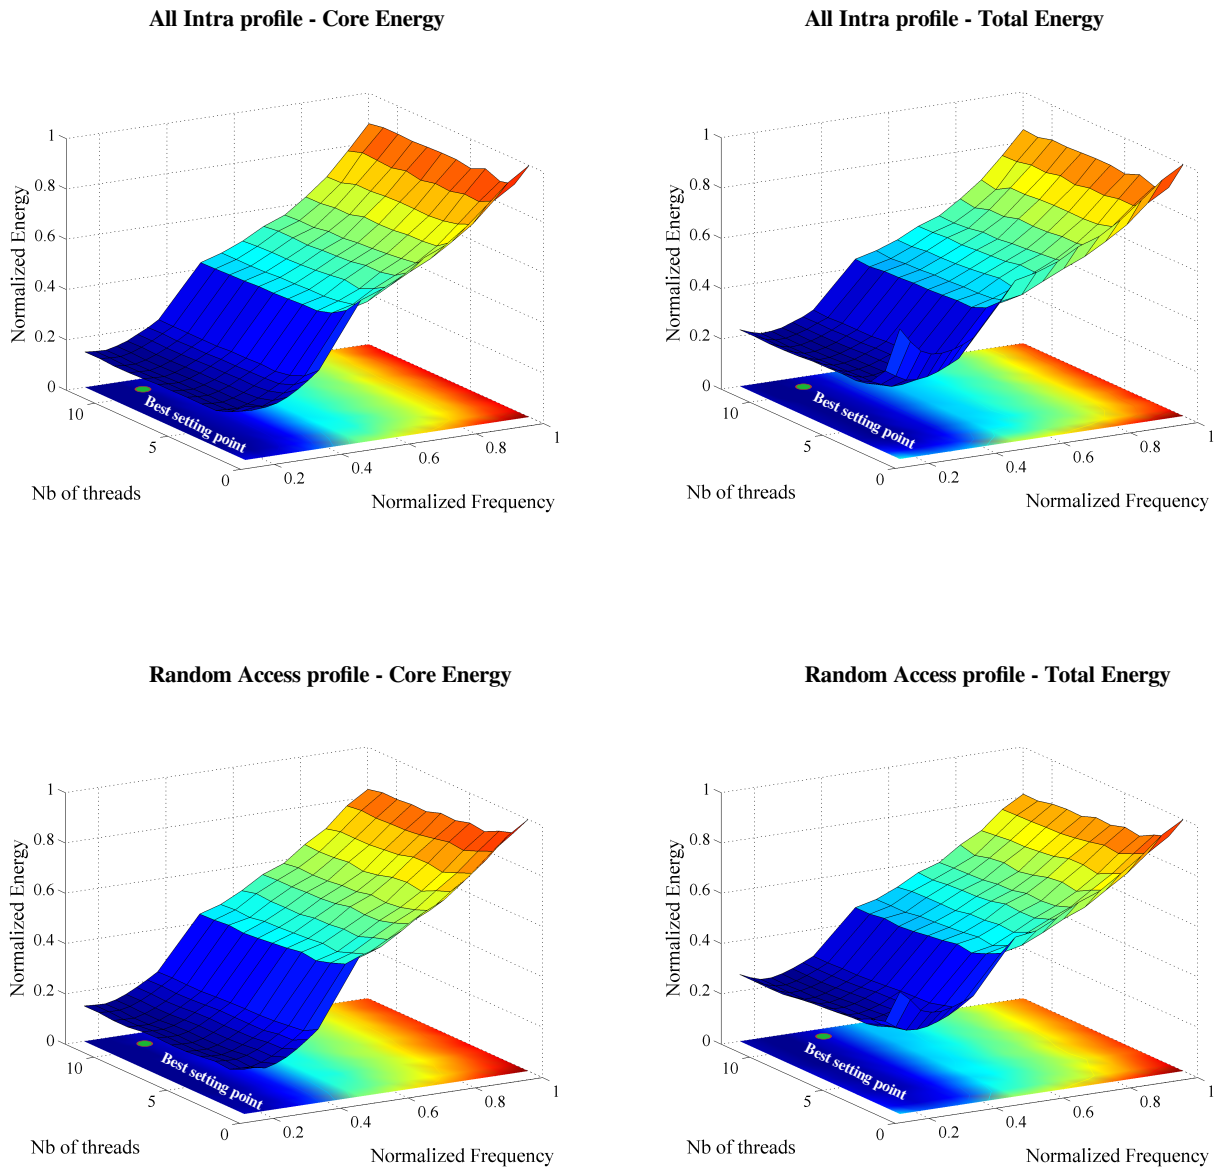 All Intra profile - Core Energy
All Intra profile - Total Energy
1
0.8
0.6
0.4
0.2
0
Normalized Energy
10
5
0
Nb of threads
0.2
0.4
0.6
0.8
1
Normalized Frequency
Best setting point
1
0.8
0.6
0.4
0.2
0
Normalized Energy
10
5
0
Nb of threads
0.2
0.4
0.6
0.8
1
Normalized Frequency
Best setting point
Random Access profile - Core Energy
Random Access profile - Total Energy
1
0.8
0.6
0.4
0.2
0
Normalized Energy
10
5
0
Nb of threads
0.2
0.4
0.6
0.8
1
Normalized Frequency
Best setting point
1
0.8
0.6
0.4
0.2
0
Normalized Energy
10
5
0
Nb of threads
0.2
0.4
0.6
0.8
1
Normalized Frequency
Best setting point